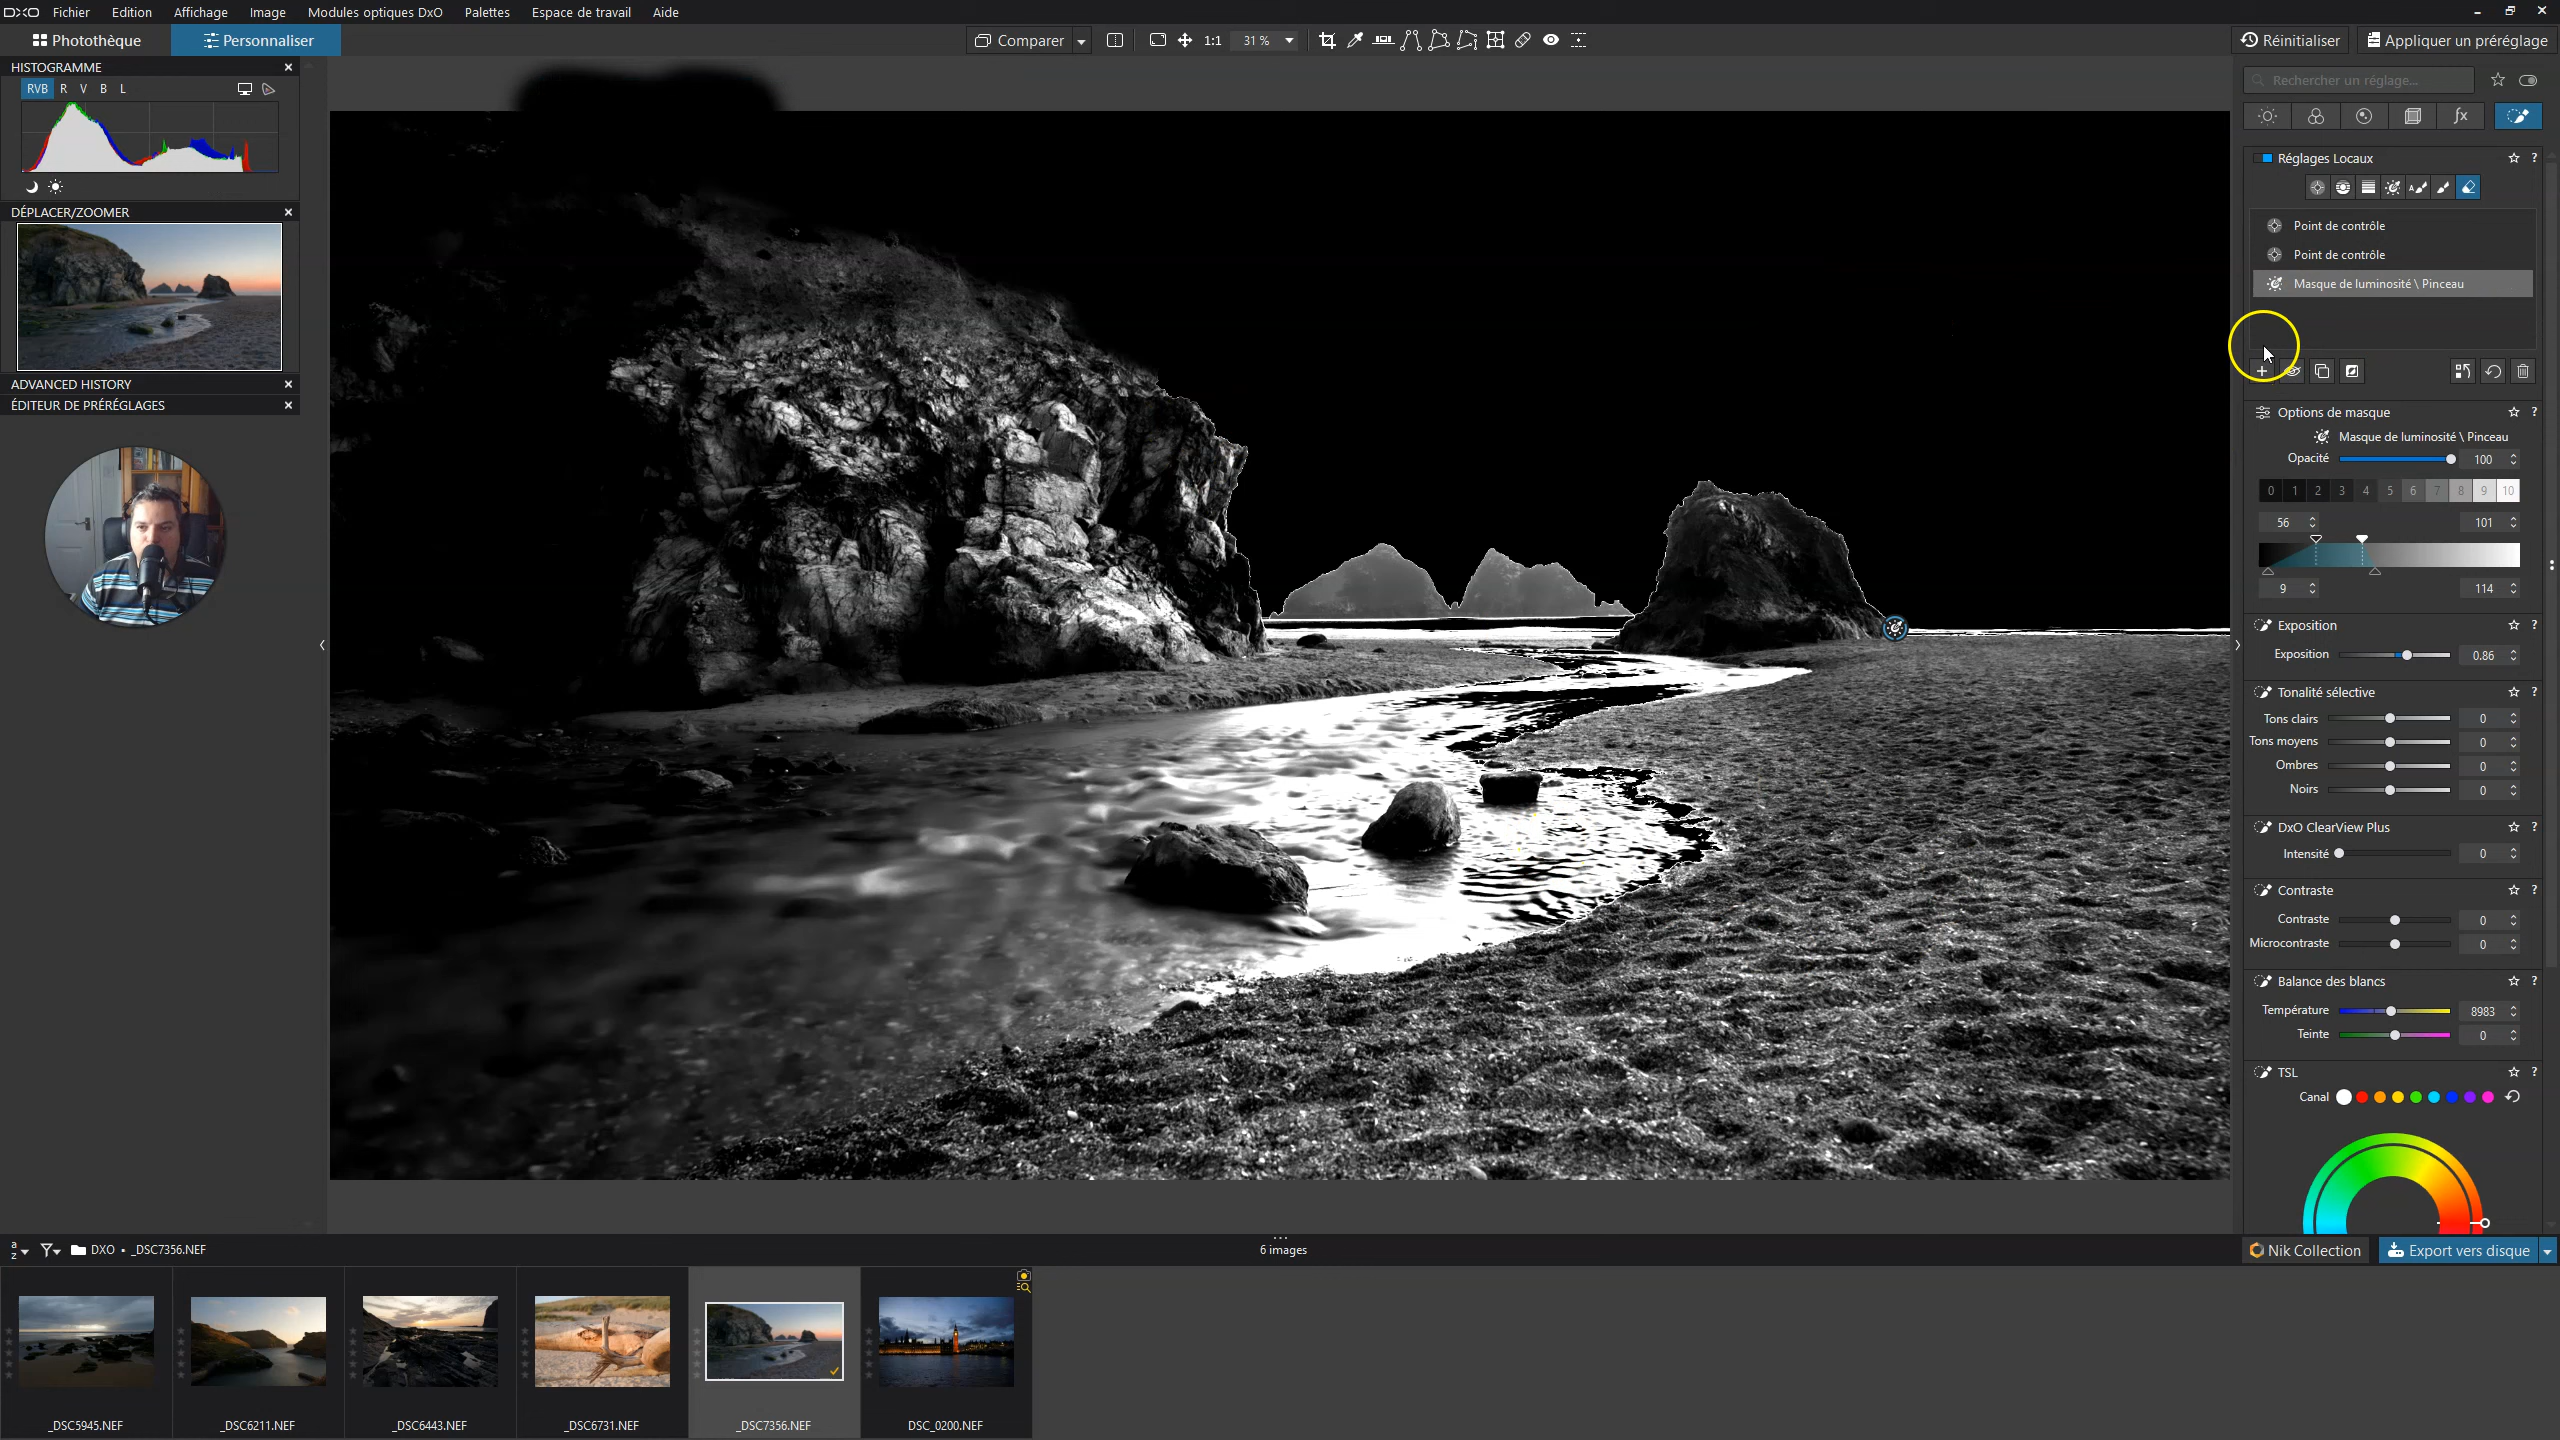 DXO Fichier Edition Affichage Image Modules optiques DxO Palettes Espace de travail Aide
Photothèque Personnaliser Comparer 1:1 31 % Réinitialiser Appliquer un préréglage
HISTOGRAMME
RVB R V B L
DÉPLACER/ZOOMER
ADVANCED HISTORY
ÉDITEUR DE PRÉRÉGLAGES
Rechercher un réglage...
fx
Réglages Locaux ?
Point de contrôle
Point de contrôle
Masque de luminosité \ Pinceau
Options de masque ?
Masque de luminosité \ Pinceau
Opacité 100
0 1 2 3 4 5 6 7 8 9 10
56 101
9 114
Exposition ?
Exposition 0.86
Tonalité sélective ?
Tons clairs 0
Tons moyens 0
Ombres 0
Noirs 0
DxO ClearView Plus ?
Intensité 0
Contraste ?
Contraste 0
Microcontraste 0
Balance des blancs ?
Température 8983
Teinte 0
TSL ?
Canal
a z DXO • _DSC7356.NEF 6 images Nik Collection Export vers disque
_DSC5945.NEF _DSC6211.NEF _DSC6443.NEF _DSC6731.NEF _DSC7356.NEF DSC_0200.NEF